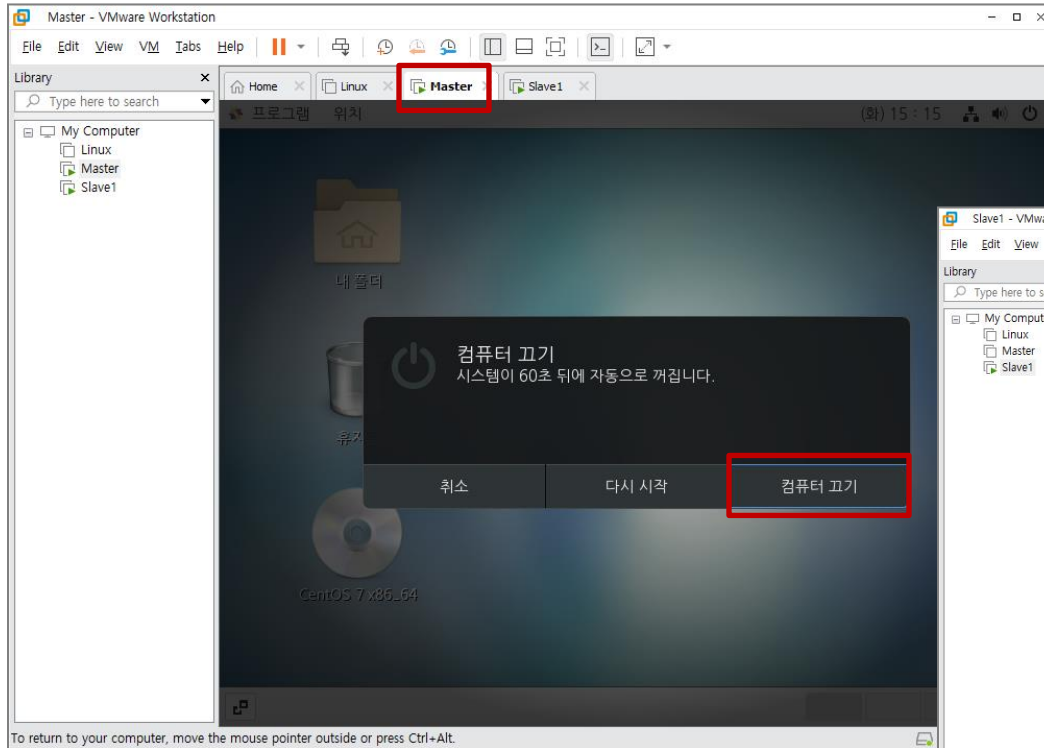 Master - VMware Workstation
File Edit View VM Tabs Help
Library
Type here to search
My Computer
Linux
Master
Slave1
Home Linux Master Slave1
프로그램 위치 (화) 15 : 15
내 폴더
컴퓨터 끄기
시스템이 60초 뒤에 자동으로 꺼집니다.
취소 다시 시작 컴퓨터 끄기
CentOS 7 x86_64
To return to your computer, move the mouse pointer outside or press Ctrl+Alt.
Slave1 - VMwa
File Edit View
Library
Type here to s
My Comput
Linux
Master
Slave1